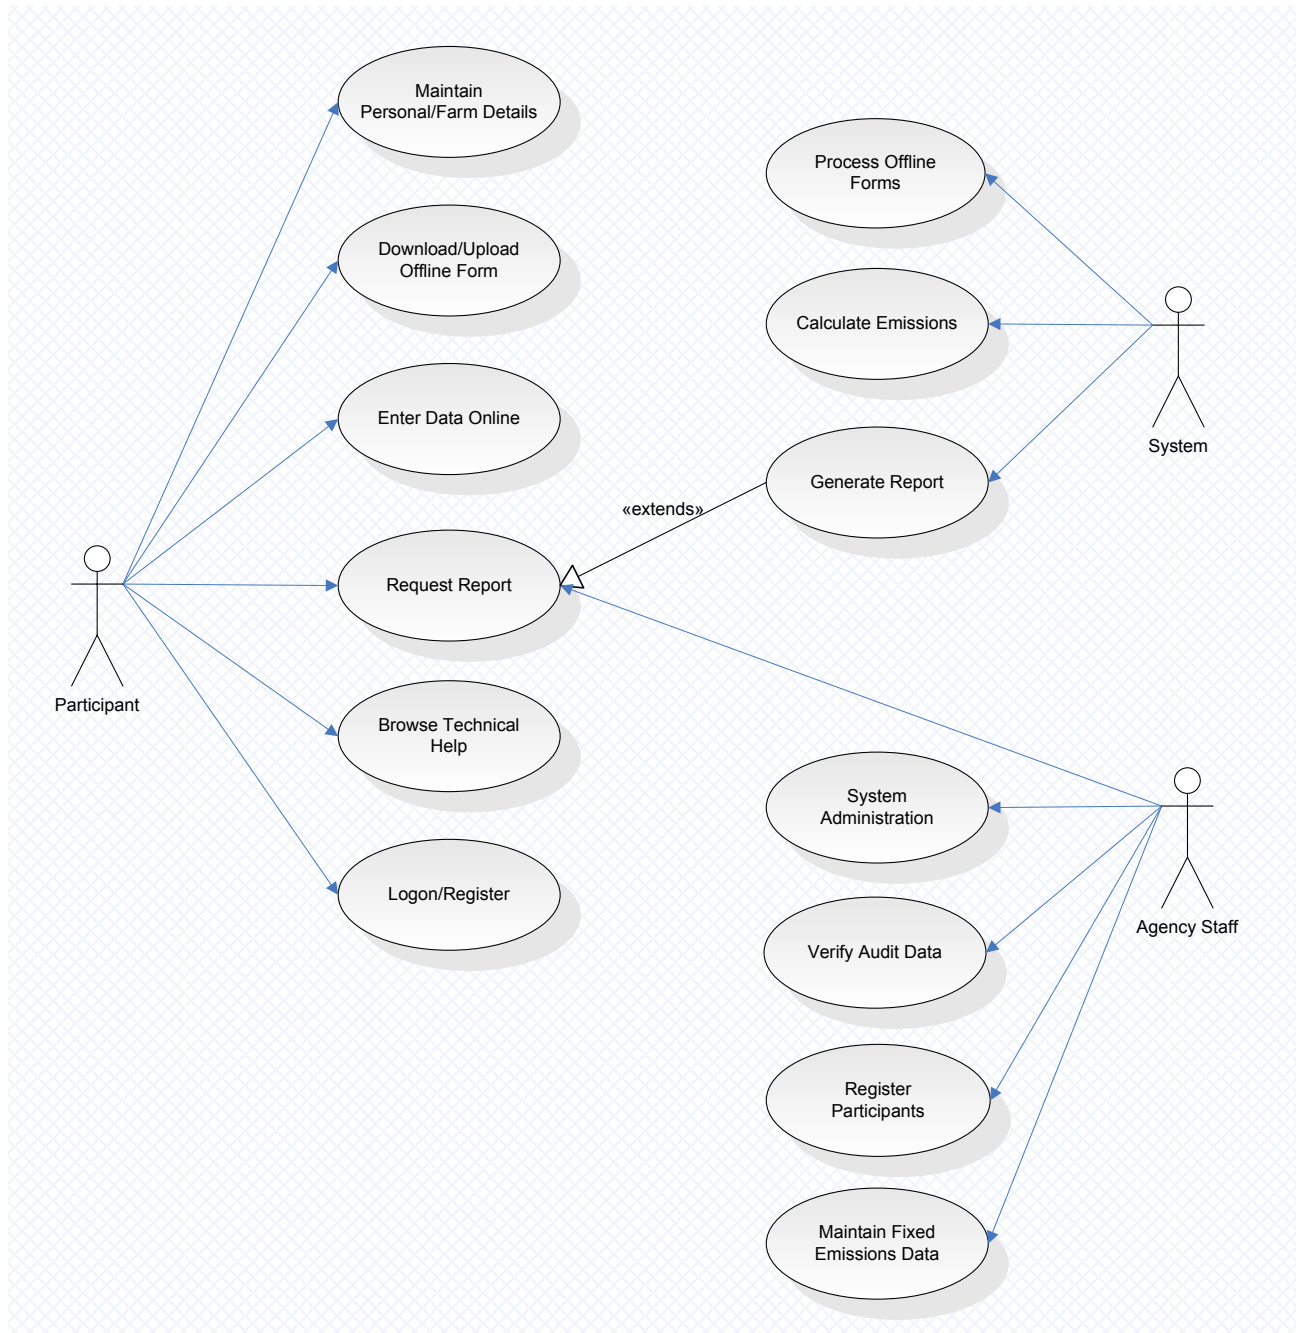 Maintain
Personal/Farm Details
Download/Upload
Offline Form
Enter Data Online
Request Report
Browse Technical
Help
Logon/Register
Participant
«extends»
Process Offline
Forms
Calculate Emissions
Generate Report
System
System
Administration
Verify Audit Data
Register
Participants
Maintain Fixed
Emissions Data
Agency Staff